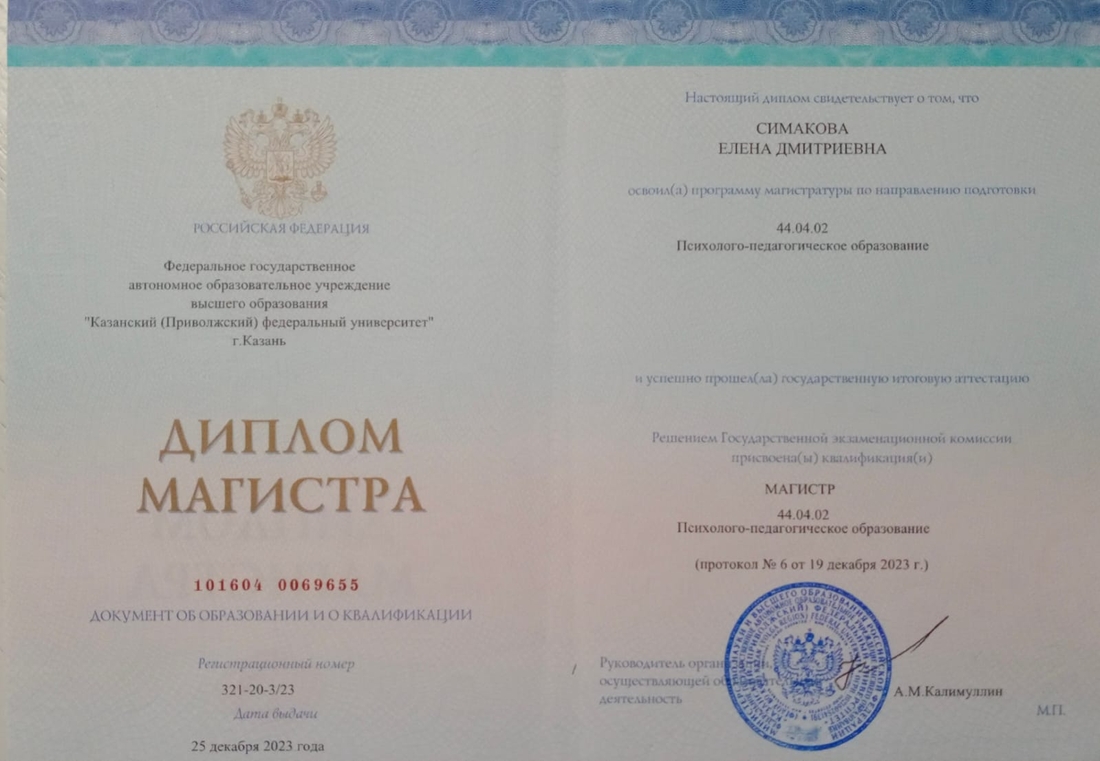 РОССИЙСКАЯ ФЕДЕРАЦИЯ
Федеральное государственное
автономное образовательное учреждение
высшего образования
"Казанский (Приволжский) федеральный университет"
г.Казань
ДИПЛОМ
МАГИСТРА
101604 0069655
ДОКУМЕНТ ОБ ОБРАЗОВАНИИ И О КВАЛИФИКАЦИИ
Регистрационный номер
321-20-3/23
Дата выдачи
25 декабря 2023 года
Настоящий диплом свидетельствует о том, что
СИМАКОВА
ЕЛЕНА ДМИТРИЕВНА
освоил(а) программу магистратуры по направлению подготовки
44.04.02
Психолого-педагогическое образование
и успешно прошел(ла) государственную итоговую аттестацию
Решением Государственной экзаменационной комиссии
присвоена(ы) квалификация(и)
МАГИСТР
44.04.02
Психолого-педагогическое образование
(протокол № 6 от 19 декабря 2023 г.)
Руководитель
осуществляющей
деятельность
А.М.Калимуллин
М.П.